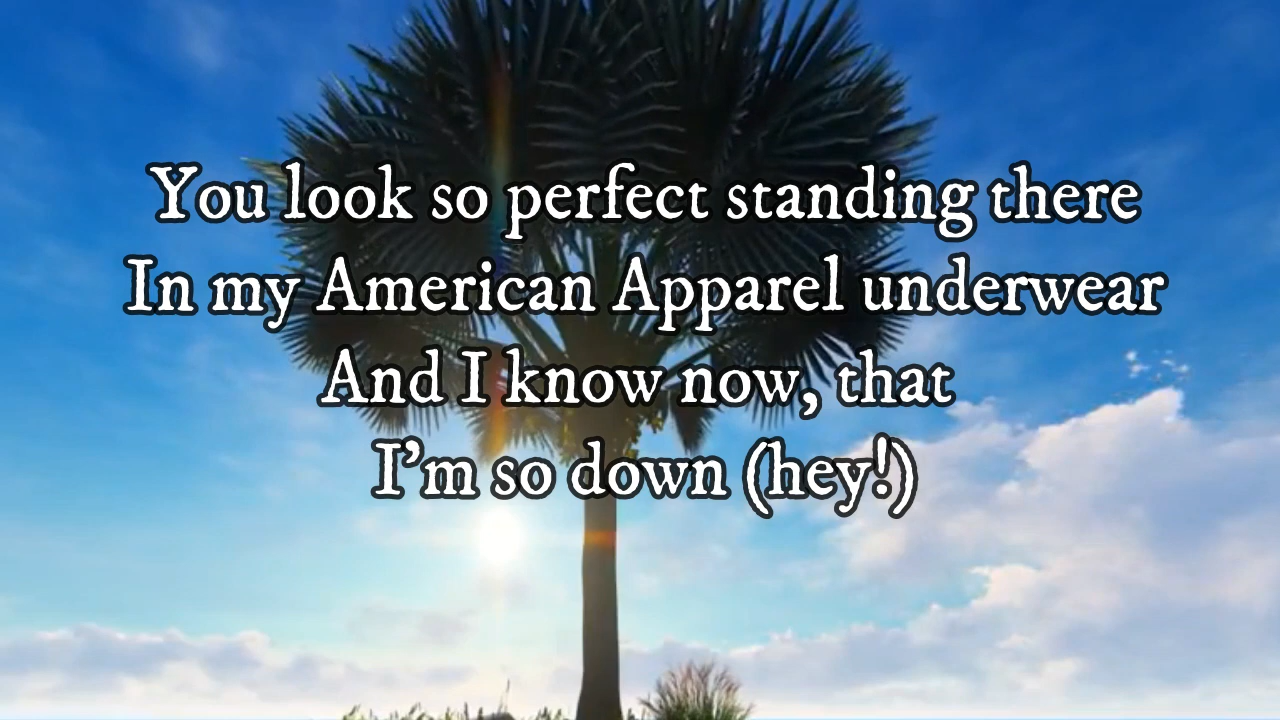 You look so perfect standing there
In my American Apparel underwear
And I know now, that
I'm so down (hey!)